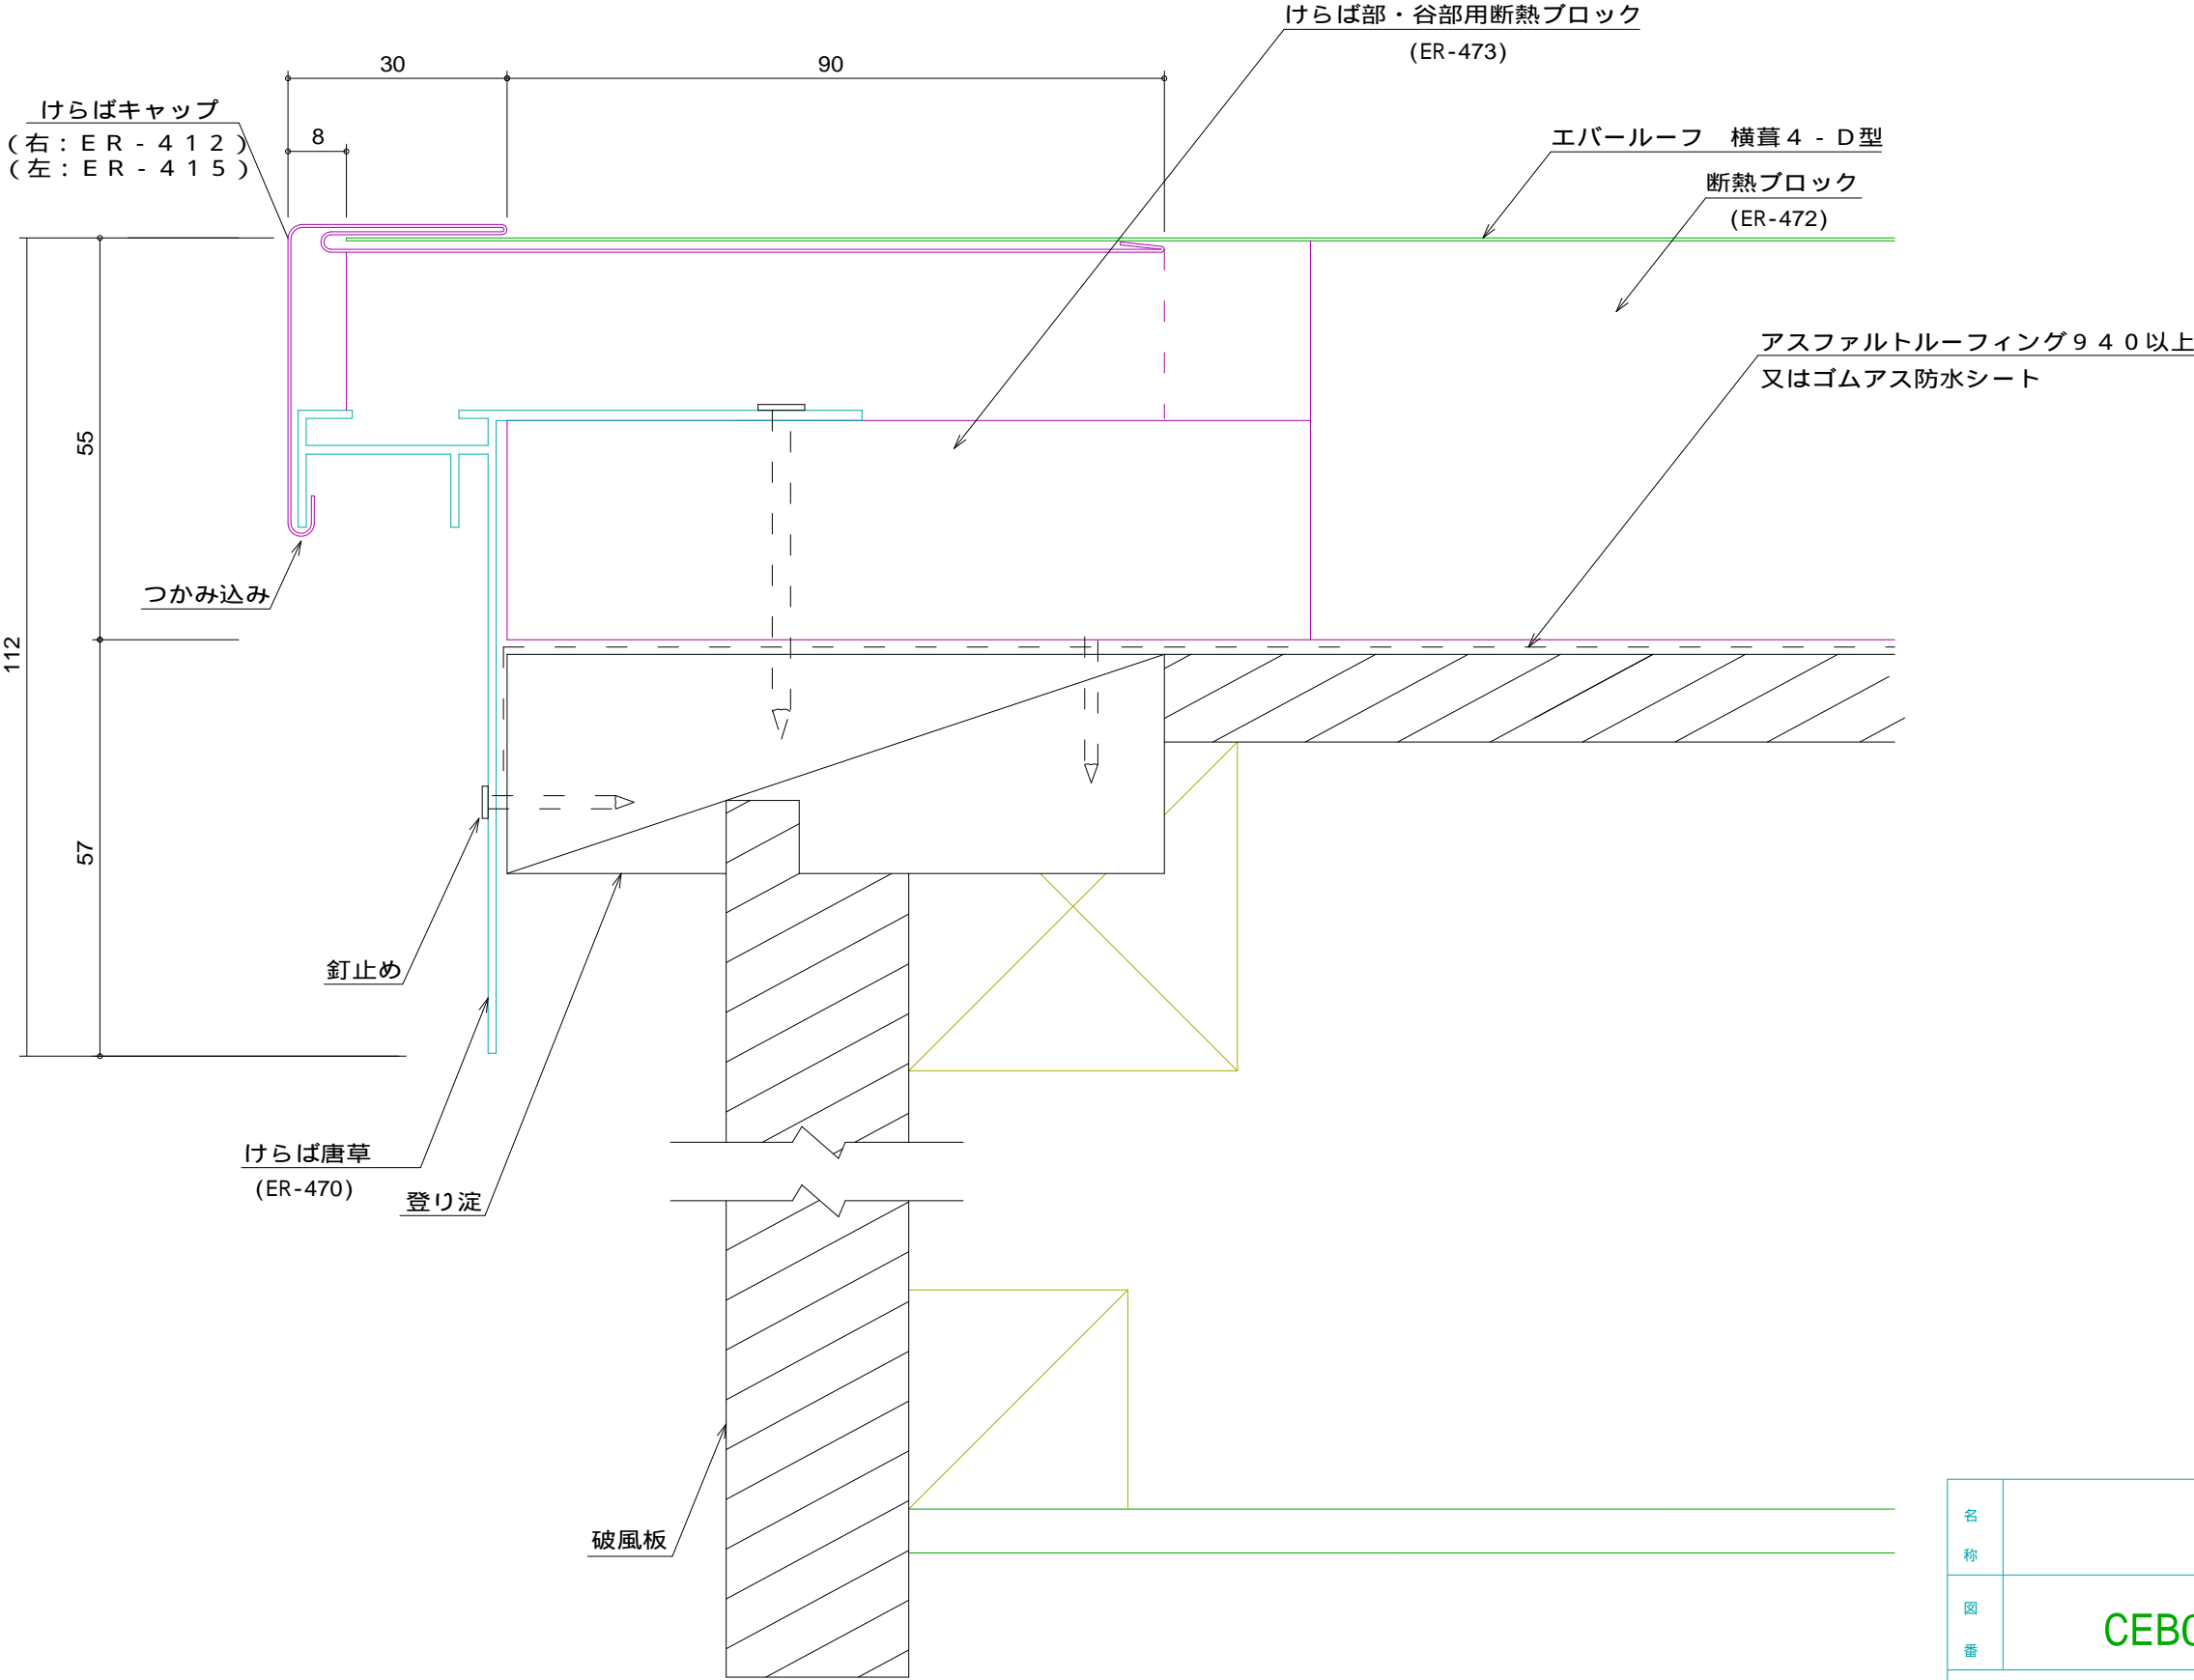 けらば部・谷部用断熱ブロック
(ER-473)
30
90
けらばキャップ
(右：ER-412)
(左：ER-415)
8
エバールーフ　横葺4-D型
断熱ブロック
(ER-472)
アスファルトルーフィング940以上
又はゴムアス防水シート
55
つかみ込み
112
57
釘止め
けらば唐草
(ER-470)
登り淀
破風板
名
称
図
番